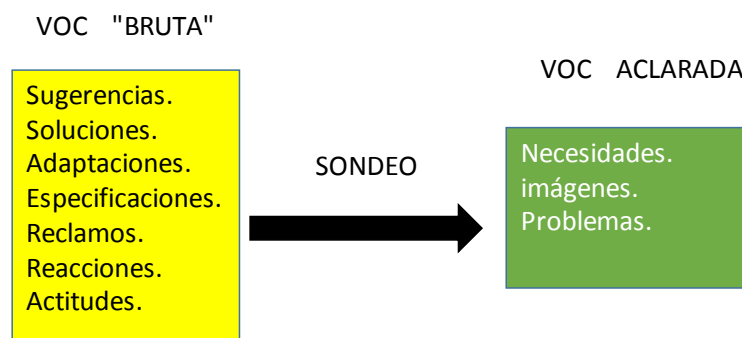 VOC "BRUTA"
Sugerencias.
Soluciones.
Adaptaciones.
Especificaciones.
Reclamos.
Reacciones.
Actitudes.
SONDEO
VOC ACLARADA
Necesidades.
imágenes.
Problemas.